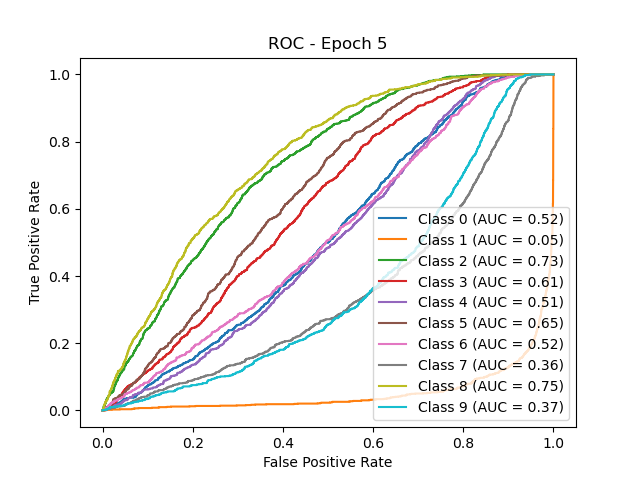 ROC - Epoch 5
True Positive Rate
1.0
0.8
0.6
0.4
0.2
0.0
Class 0 (AUC = 0.52)
Class 1 (AUC = 0.05)
Class 2 (AUC = 0.73)
Class 3 (AUC = 0.61)
Class 4 (AUC = 0.51)
Class 5 (AUC = 0.65)
Class 6 (AUC = 0.52)
Class 7 (AUC = 0.36)
Class 8 (AUC = 0.75)
Class 9 (AUC = 0.37)
0.0 0.2 0.4 0.6 0.8 1.0
False Positive Rate